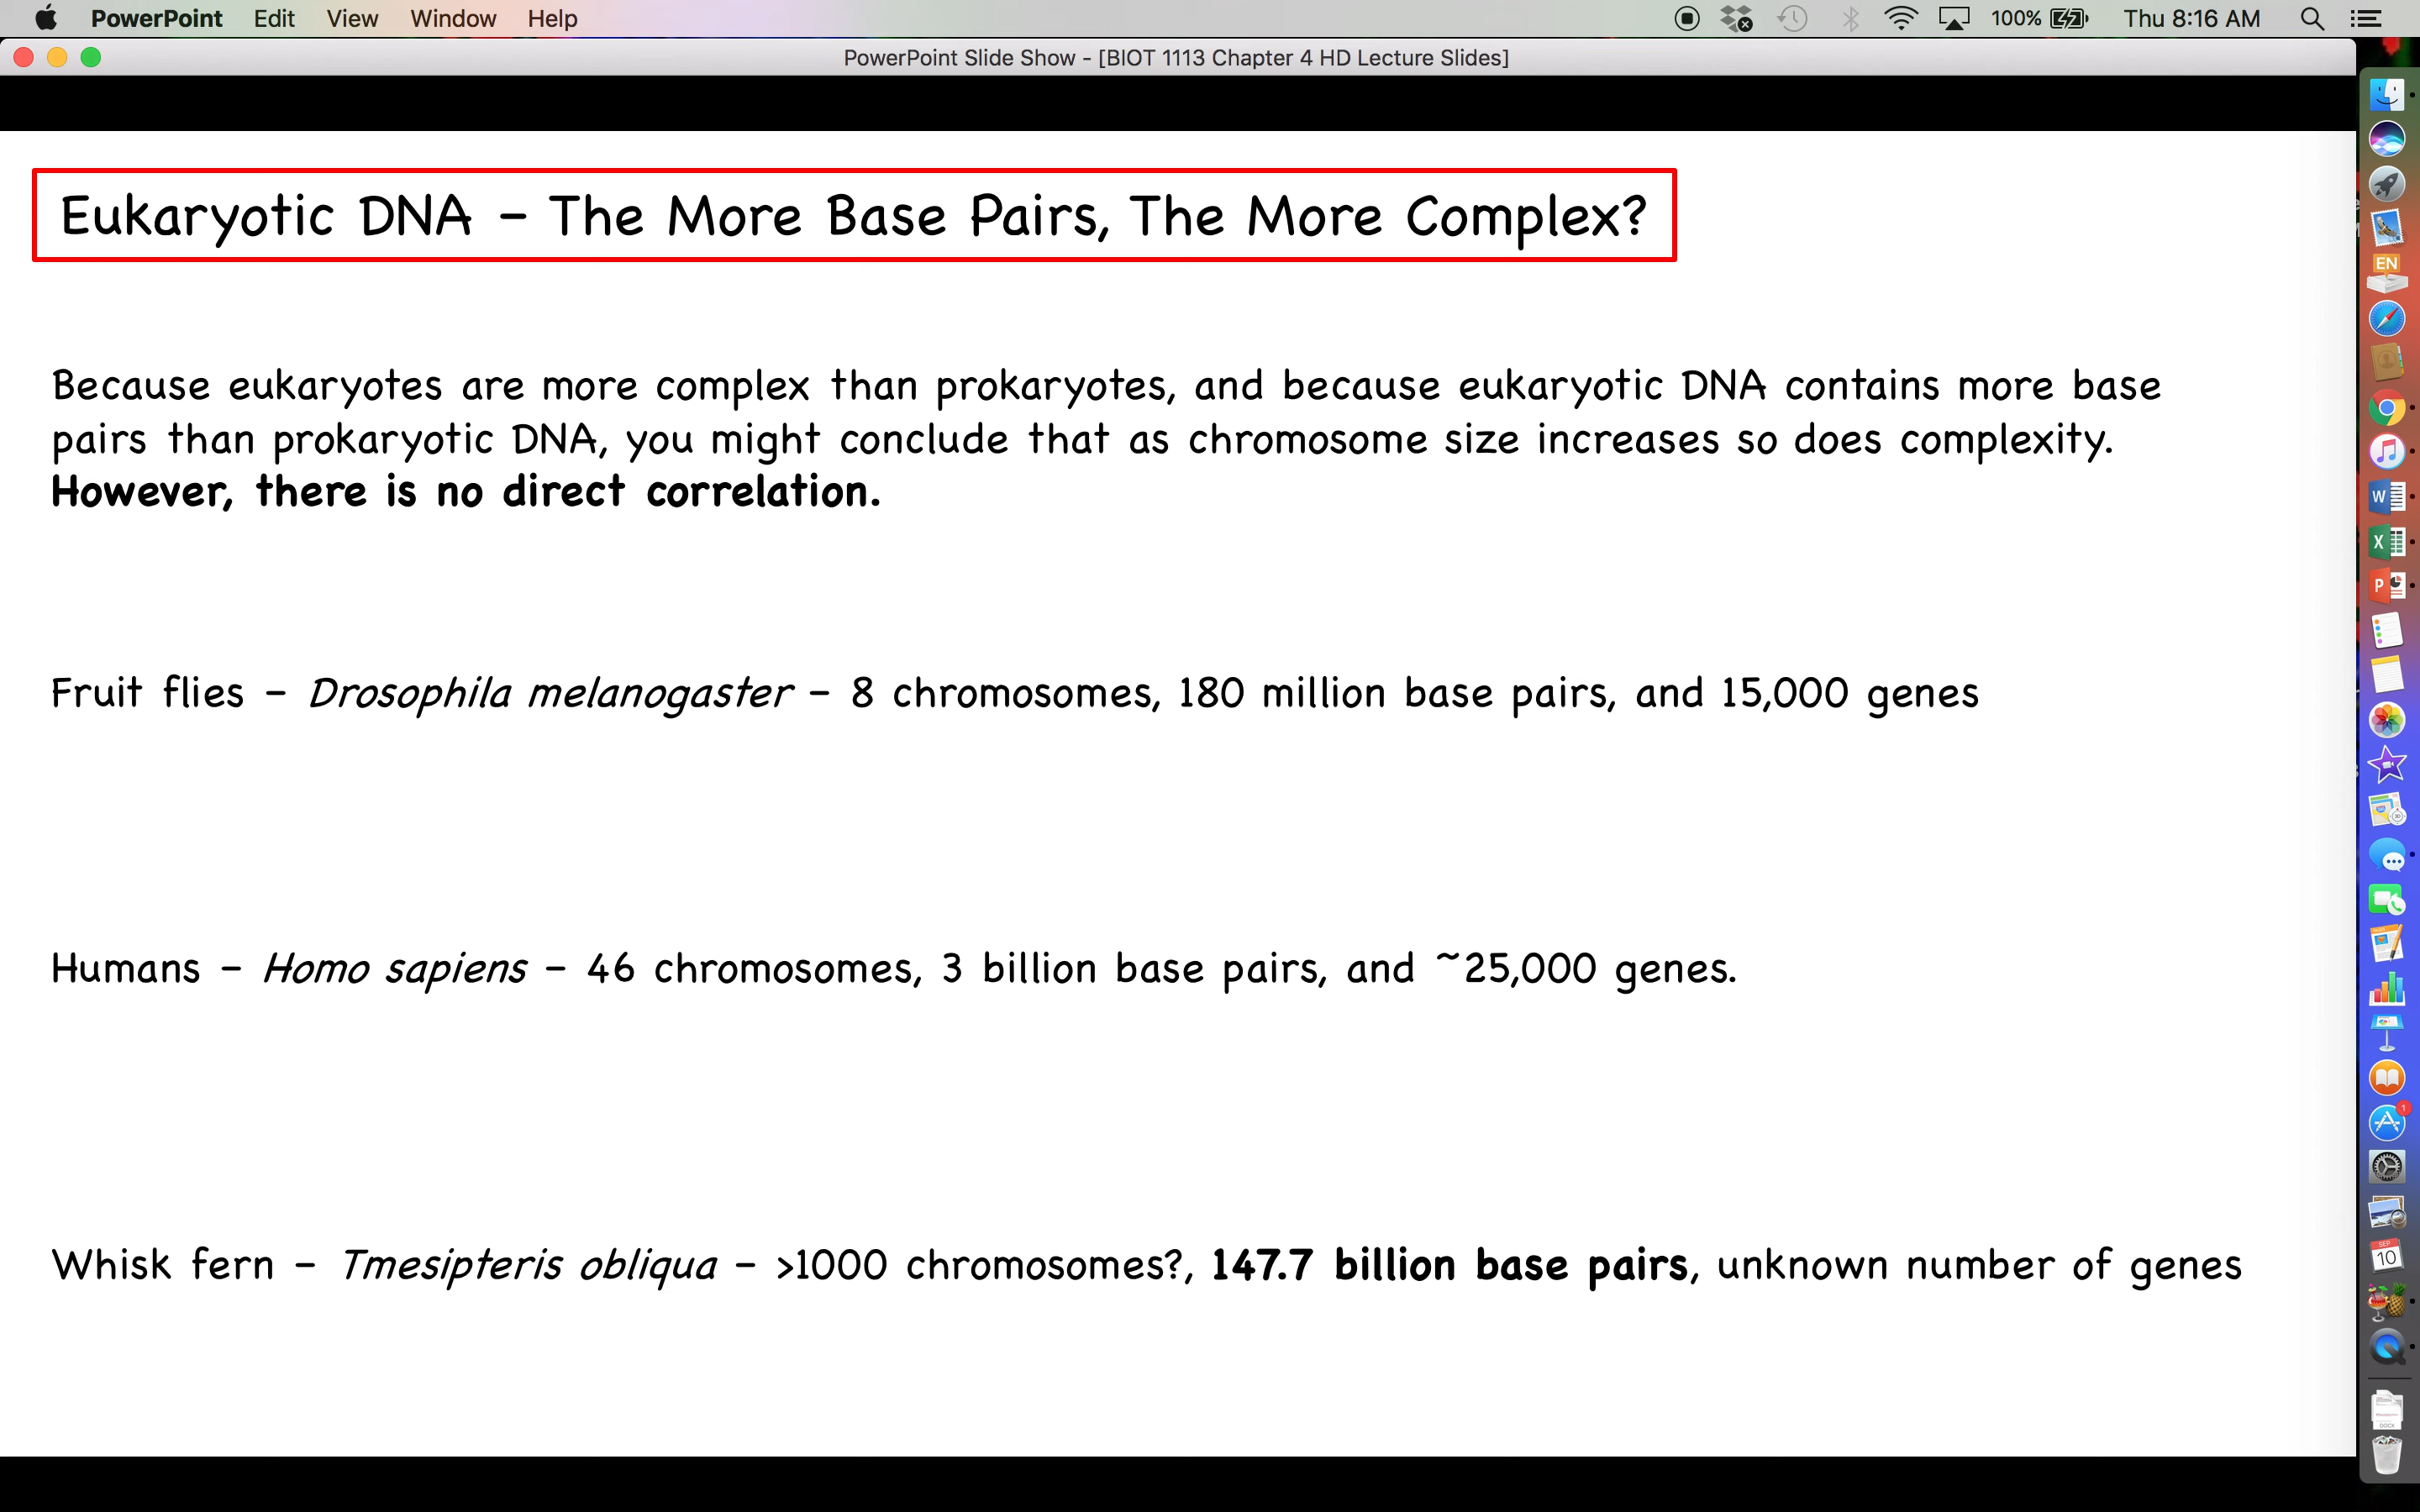 PowerPoint Edit View Window Help 100% Thu 8:16 AM
PowerPoint Slide Show - [BIOT 1113 Chapter 4 HD Lecture Slides]
Eukaryotic DNA – The More Base Pairs, The More Complex?
Because eukaryotes are more complex than prokaryotes, and because eukaryotic DNA contains more base
pairs than prokaryotic DNA, you might conclude that as chromosome size increases so does complexity.
However, there is no direct correlation.
Fruit flies – Drosophila melanogaster – 8 chromosomes, 180 million base pairs, and 15,000 genes
Humans – Homo sapiens – 46 chromosomes, 3 billion base pairs, and ~25,000 genes.
Whisk fern – Tmesipteris obliqua – >1000 chromosomes?, 147.7 billion base pairs, unknown number of genes
EN
W
X
P
1
SEP
10
DOCX